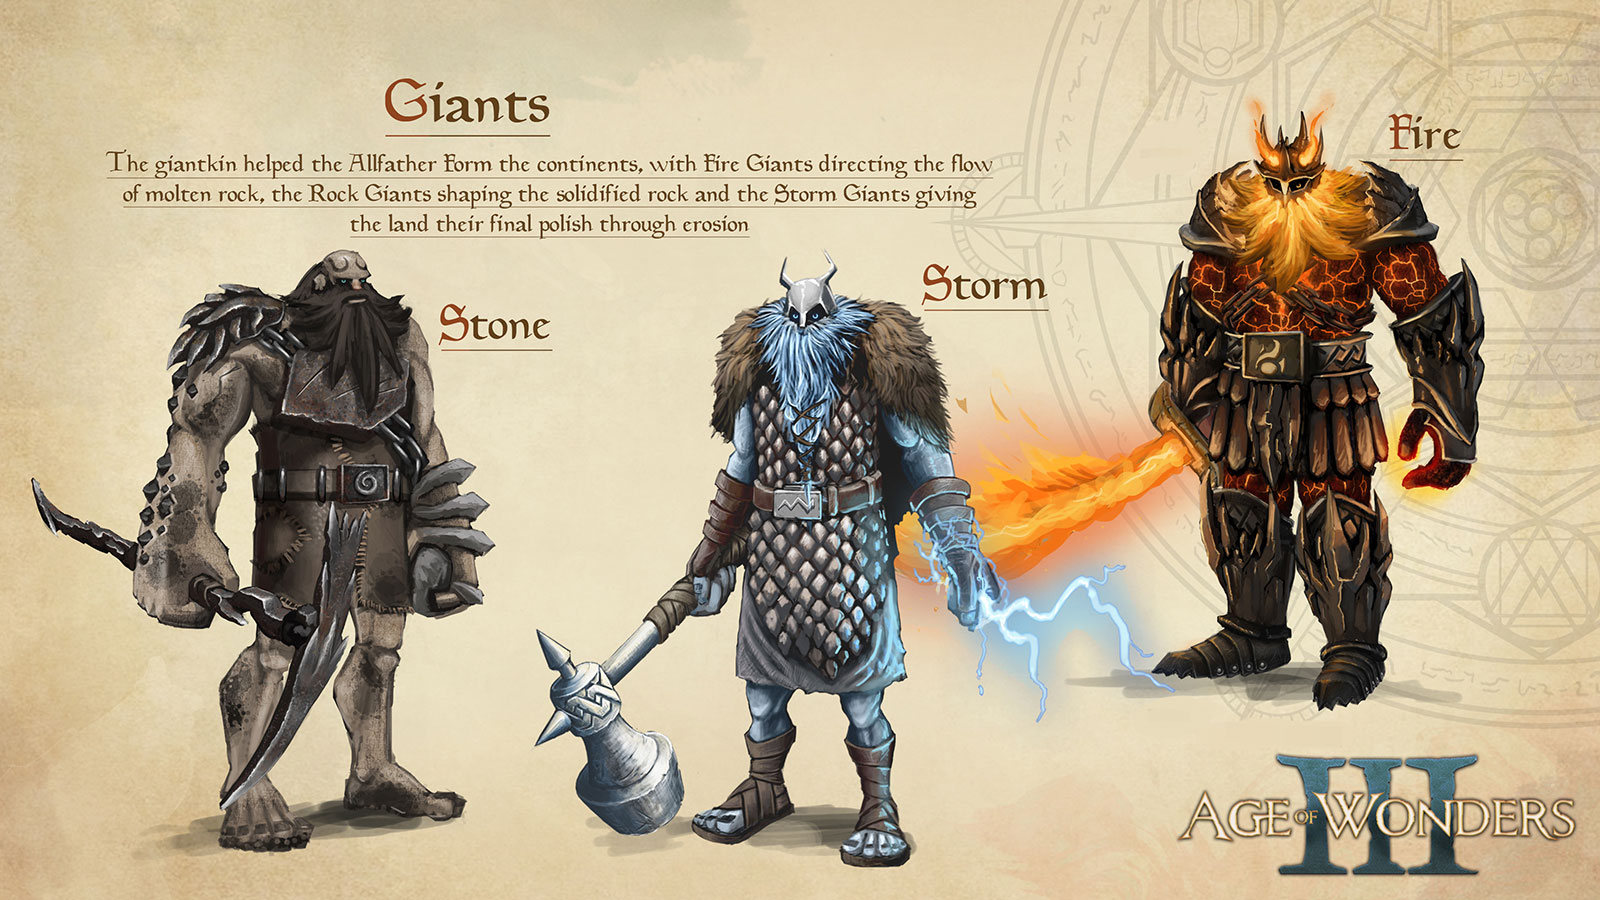 Giants
The giantkin helped the Allfather Form the continents, with Fire Giants directing the flow
of molten rock, the Rock Giants shaping the solidified rock and the Storm Giants giving
the land their final polish through erosion
Fire
Storm
Stone
III
AGE OF WONDERS